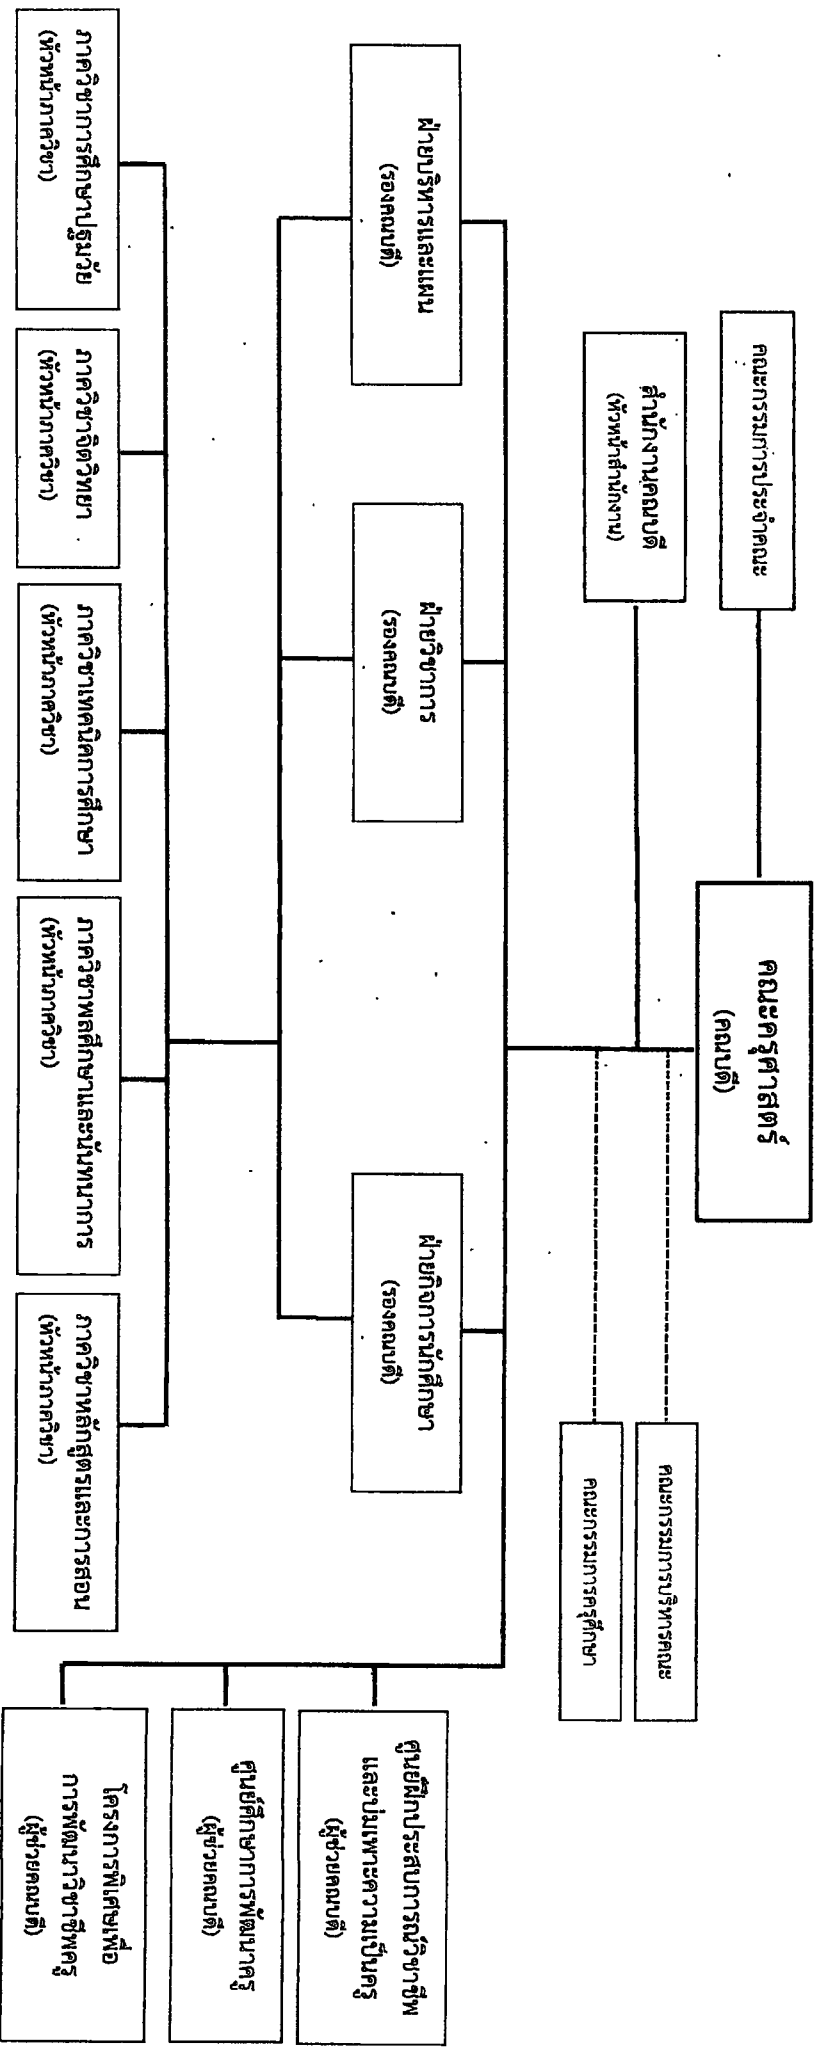 คณะครุศาสตร์
(คณบดี)
คณะกรรมการประจำคณะ
คณะกรรมการบริหารคณะ
คณะกรรมการครุศึกษา
สำนักงานคณบดี
(หัวหน้าสำนักงาน)
ฝ่ายบริหารและแผน
(รองคณบดี)
ฝ่ายวิชาการ
(รองคณบดี)
ฝ่ายกิจการนักศึกษา
(รองคณบดี)
ศูนย์ฝึกประสบการณ์วิชาชีพ
และบ่มเพาะความเป็นครู
(ผู้ช่วยคณบดี)
ศูนย์ศึกษาการพัฒนาครู
(ผู้ช่วยคณบดี)
โครงการพิเศษเพื่อ
การพัฒนาวิชาชีพครู
(ผู้ช่วยคณบดี)
ภาควิชาการศึกษาปฐมวัย
(หัวหน้าภาควิชา)
ภาควิชาจิตวิทยา
(หัวหน้าภาควิชา)
ภาควิชาเทคนิคการศึกษา
(หัวหน้าภาควิชา)
ภาควิชาพลศึกษาและนันทนาการ
(หัวหน้าภาควิชา)
ภาควิชาหลักสูตรและการสอน
(หัวหน้าภาควิชา)